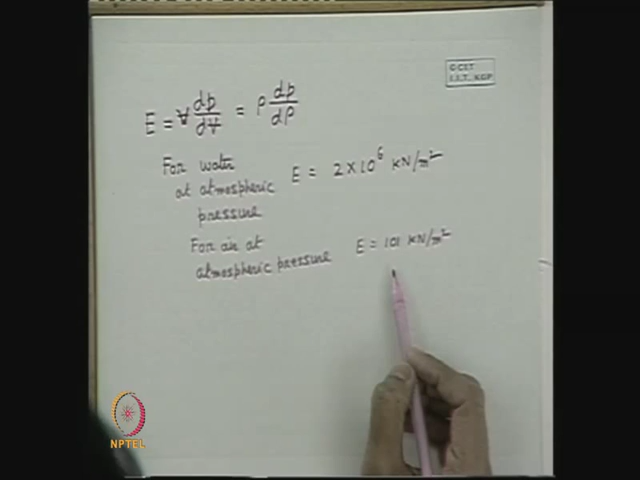 © CET
I.I.T. KGP
E = ∀ dp/d∀ = ρ dp/dρ
For water
at atmospheric
pressure
E = 2 × 10⁶ KN/m²
For air at
atmospheric pressure
E = 101 KN/m²
NPTEL